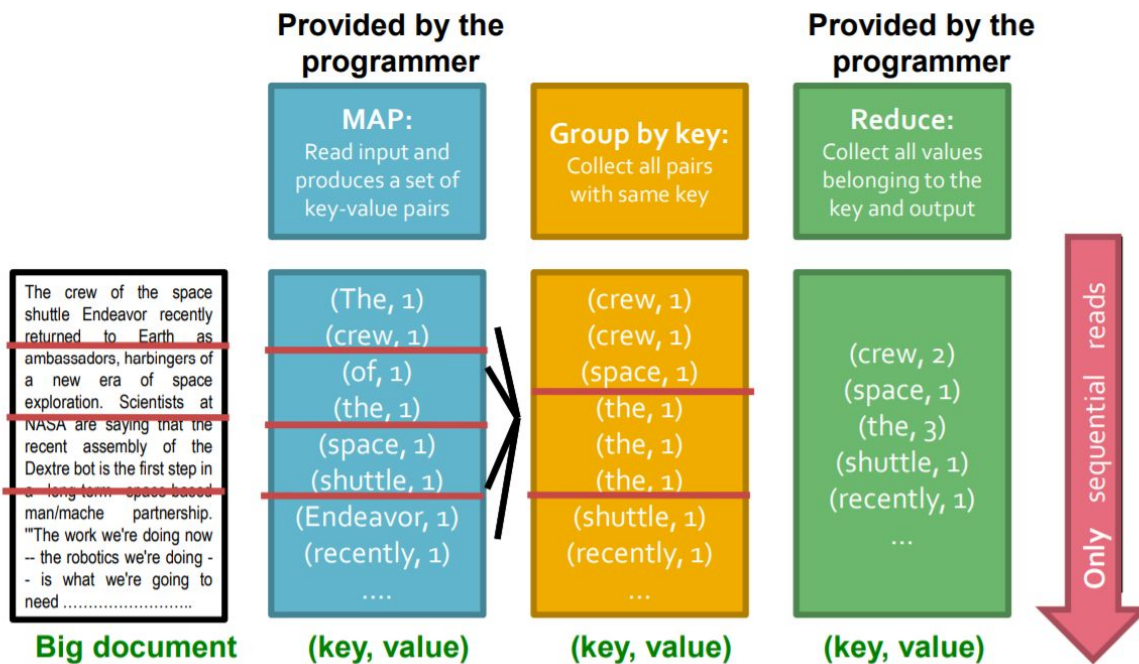 Provided by the
programmer
Provided by the
programmer
MAP:
Read input and
produces a set of
key-value pairs
Group by key:
Collect all pairs
with same key
Reduce:
Collect all values
belonging to the
key and output
The crew of the space
shuttle Endeavor recently
returned to Earth as
ambassadors, harbingers of
a new era of space
exploration. Scientists at
NASA are saying that the
recent assembly of the
Dextre bot is the first step in
a long-term space-based
man/mache partnership.
'"The work we're doing now
-- the robotics we're doing -
- is what we're going to
need ..........................
Big document
(The, 1)
(crew, 1)
(of, 1)
(the, 1)
(space, 1)
(shuttle, 1)
(Endeavor, 1)
(recently, 1)
....
(key, value)
(crew, 1)
(crew, 1)
(space, 1)
(the, 1)
(the, 1)
(the, 1)
(shuttle, 1)
(recently, 1)
...
(key, value)
(crew, 2)
(space, 1)
(the, 3)
(shuttle, 1)
(recently, 1)
...
(key, value)
Only sequential reads